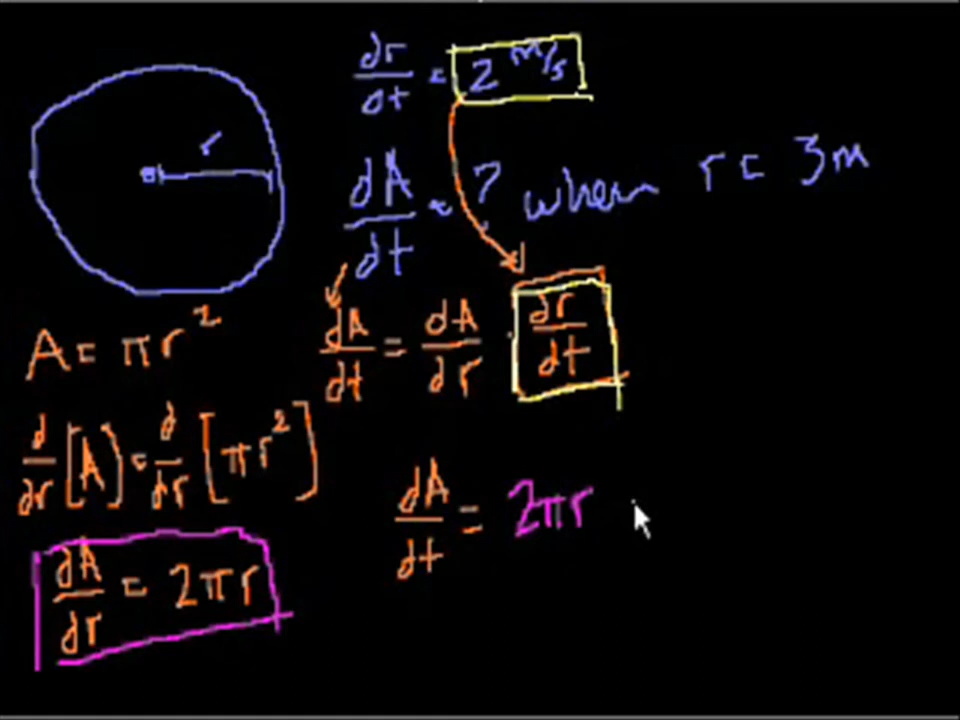 r
dr/dt = 2 m/s
dA/dt = ? where r = 3m
A = πr²
dA/dt = dA/dr · dr/dt
d/dr [A] = d/dr [πr²]
dA/dr = 2πr
dA/dt = 2πr